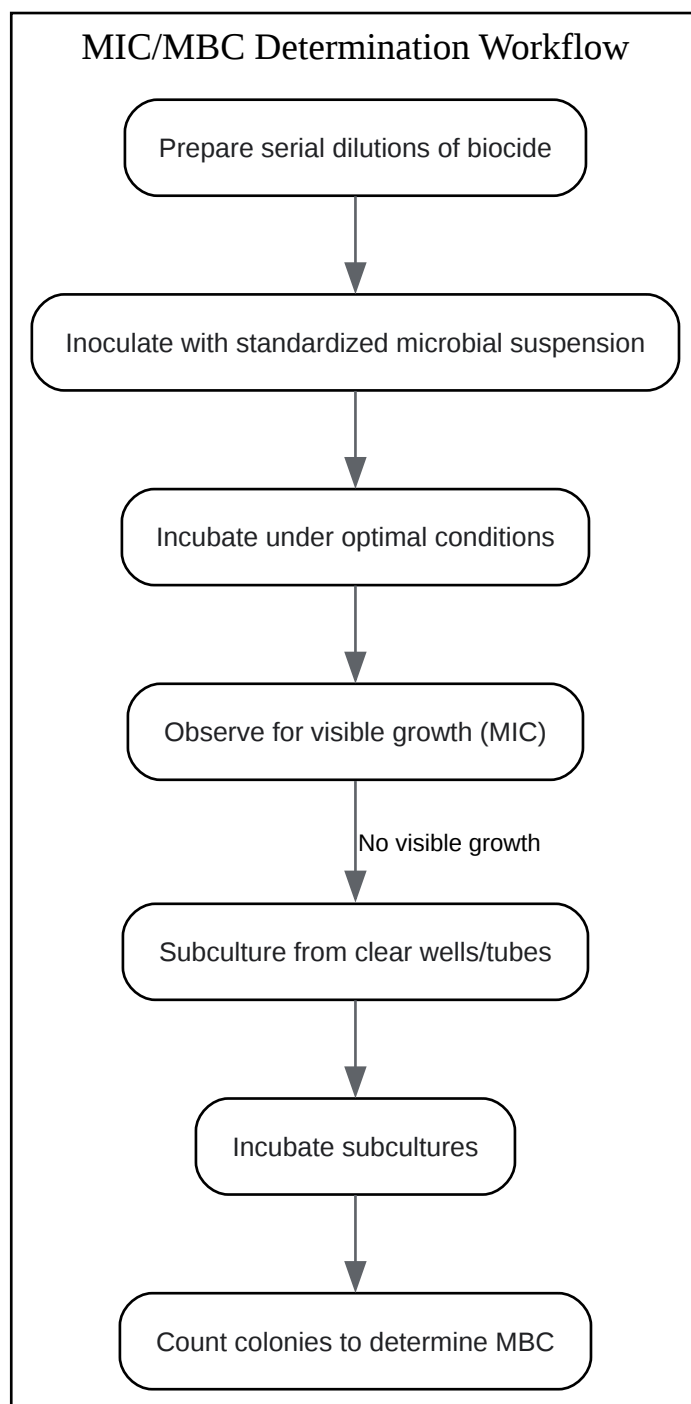 MIC/MBC Determination Workflow
Prepare serial dilutions of biocide
Inoculate with standardized microbial suspension
Incubate under optimal conditions
Observe for visible growth (MIC)
No visible growth
Subculture from clear wells/tubes
Incubate subcultures
Count colonies to determine MBC